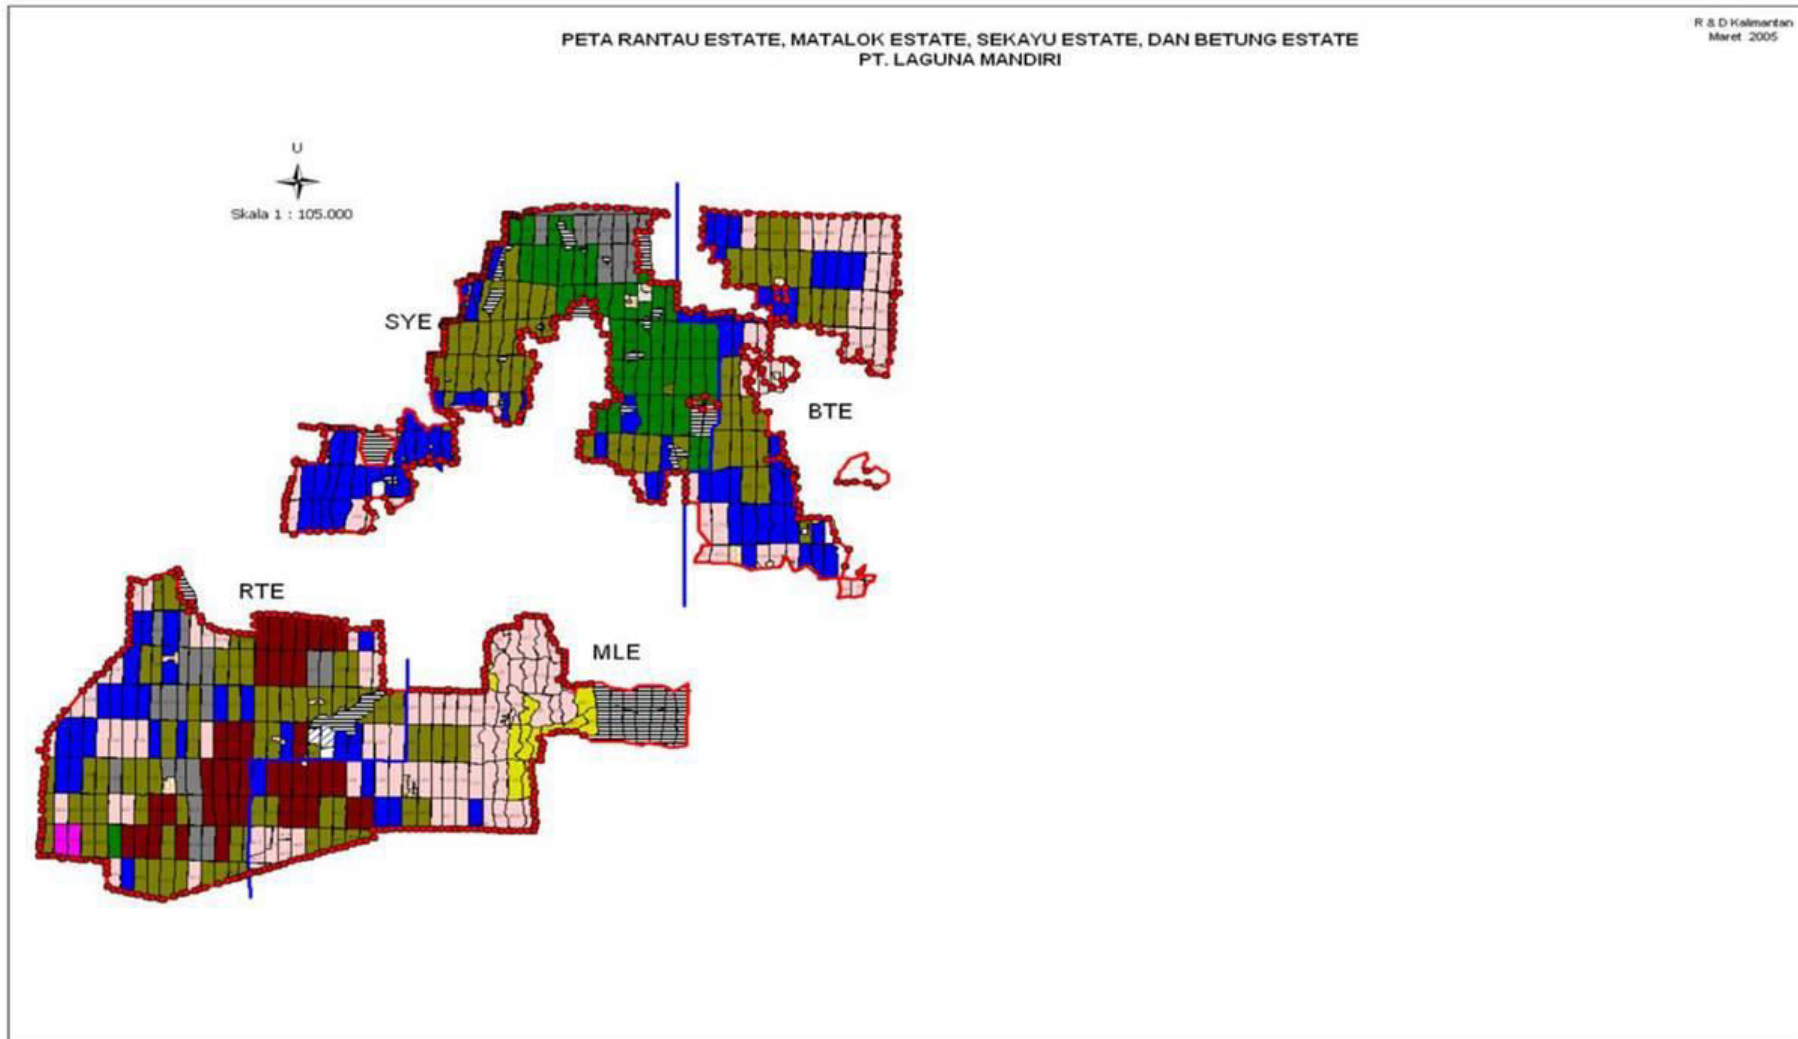 PETA RANTAU ESTATE, MATALOK ESTATE, SEKAYU ESTATE, DAN BETUNG ESTATE
PT. LAGUNA MANDIRI
R & D Kalimantan
Maret 2005
U
Skala 1 : 105.000
SYE
BTE
RTE
MLE